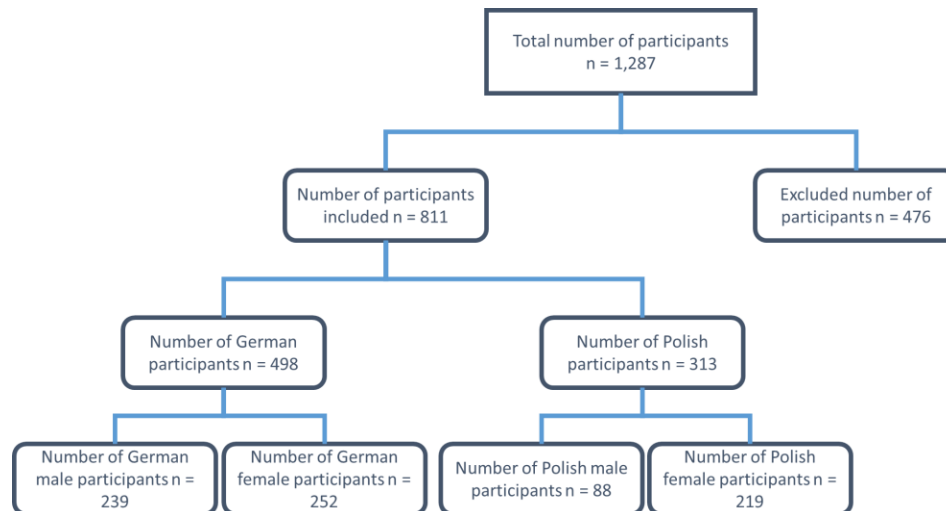 Total number of participants
n = 1,287
Number of participants
included n = 811
Excluded number of
participants n = 476
Number of German
participants n = 498
Number of Polish
participants n = 313
Number of German
male participants n =
239
Number of German
female participants n =
252
Number of Polish male
participants n = 88
Number of Polish
female participants n =
219